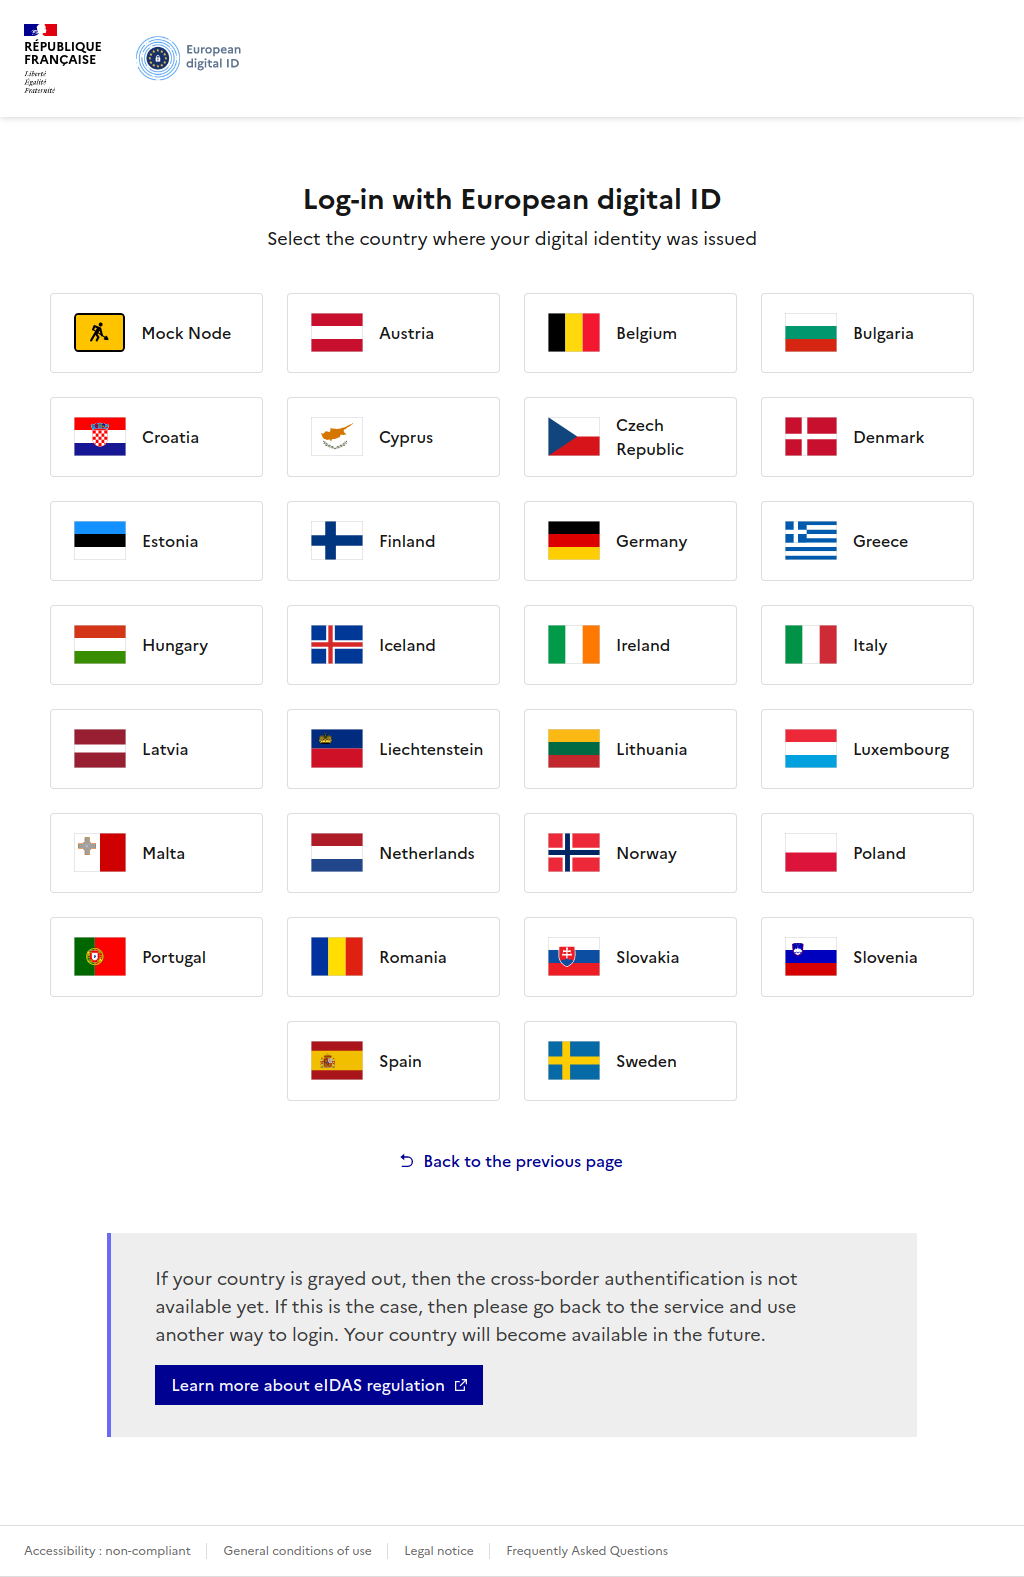 RÉPUBLIQUE
FRANÇAISE
Liberté
Égalité
Fraternité
European
digital ID
Log-in with European digital ID
Select the country where your digital identity was issued
Mock Node
Austria
Belgium
Bulgaria
Croatia
Cyprus
Czech
Republic
Denmark
Estonia
Finland
Germany
Greece
Hungary
Iceland
Ireland
Italy
Latvia
Liechtenstein
Lithuania
Luxembourg
Malta
Netherlands
Norway
Poland
Portugal
Romania
Slovakia
Slovenia
Spain
Sweden
Back to the previous page
If your country is grayed out, then the cross-border authentification is not
available yet. If this is the case, then please go back to the service and use
another way to login. Your country will become available in the future.
Learn more about eIDAS regulation
Accessibility : non-compliant
General conditions of use
Legal notice
Frequently Asked Questions